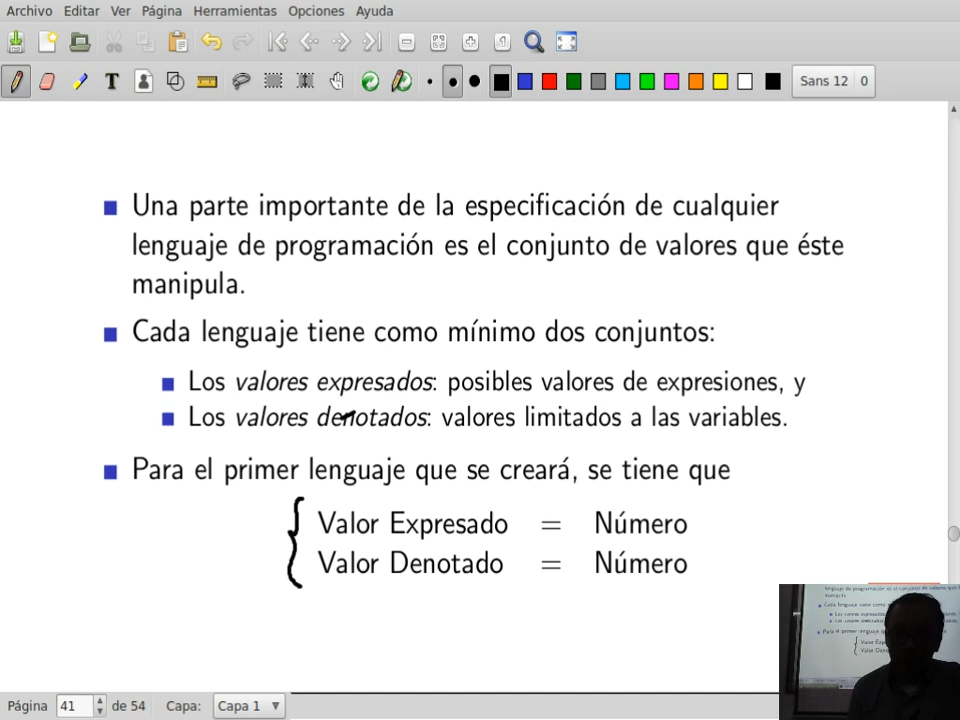 Archivo Editar Ver Página Herramientas Opciones Ayuda
T Sans 12 0
Una parte importante de la especificación de cualquier
lenguaje de programación es el conjunto de valores que éste
manipula.
Cada lenguaje tiene como mínimo dos conjuntos:
Los valores expresados: posibles valores de expresiones, y
Los valores denotados: valores limitados a las variables.
Para el primer lenguaje que se creará, se tiene que
Valor Expresado = Número
Valor Denotado = Número
Página 41 de 54 Capa: Capa 1